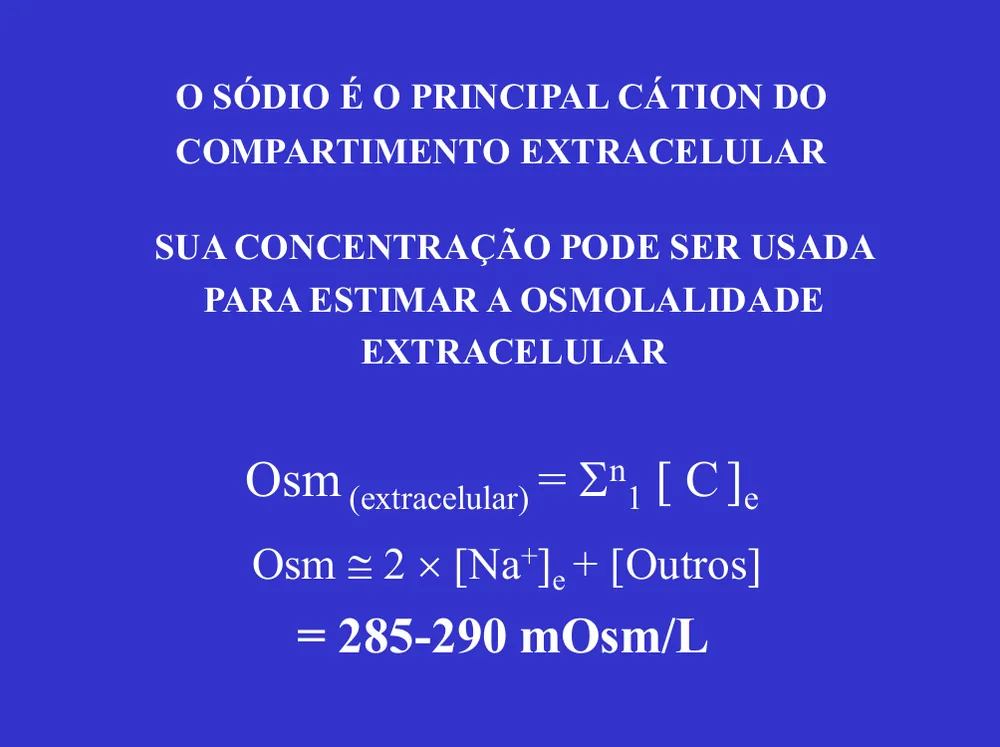 O SÓDIO É O PRINCIPAL CÁTION DO
COMPARTIMENTO EXTRACELULAR
SUA CONCENTRAÇÃO PODE SER USADA
PARA ESTIMAR A OSMOLALIDADE
EXTRACELULAR
Osm (extracelular) = Σⁿ₁ [ C ]ₑ
Osm ≅ 2 × [Na⁺]ₑ + [Outros]
= 285-290 mOsm/L